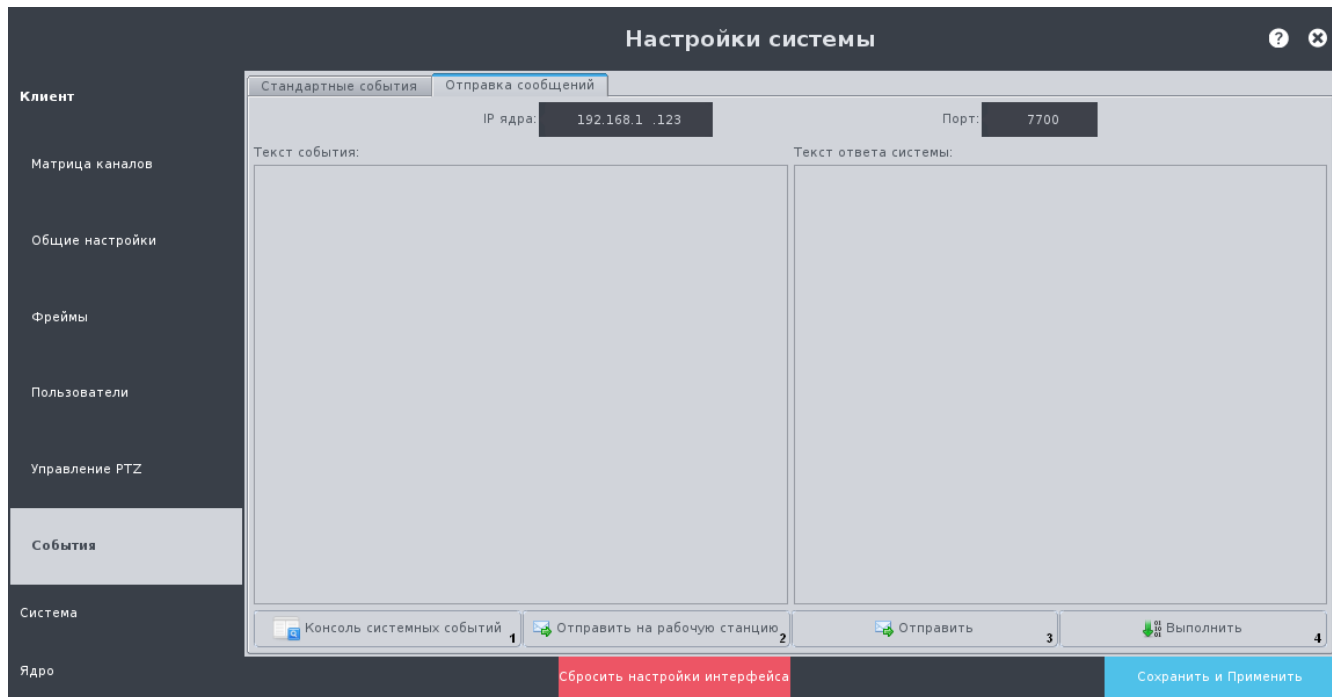 Настройки системы
?
Клиент
Матрица каналов
Общие настройки
Фреймы
Пользователи
Управление PTZ
События
Система
Ядро
Стандартные события
Отправка сообщений
IP ядра: 192.168.1 .123
Порт: 7700
Текст события:
Текст ответа системы:
Консоль системных событий 1
Отправить на рабочую станцию 2
Отправить 3
Выполнить 4
Сбросить настройки интерфейса
Сохранить и Применить